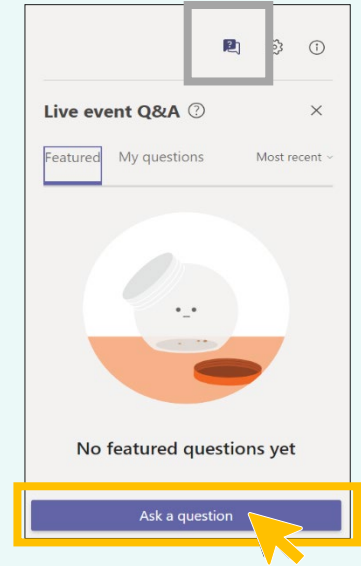 Live event Q&A
Featured My questions Most recent
No featured questions yet
Ask a question